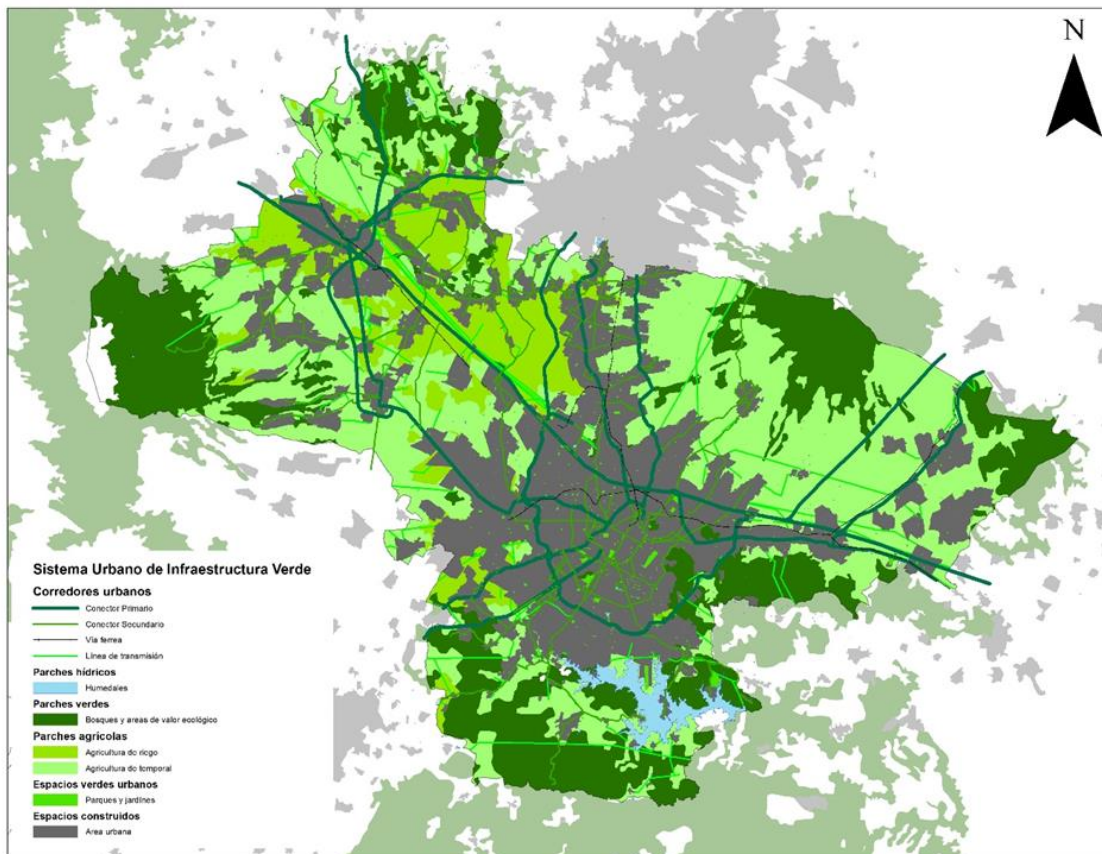 N
Sistema Urbano de Infraestructura Verde
Corredores urbanos
Conector Primario
Conector Secundario
Vía ferrea
Línea de transmisión
Parches hídricos
Humedales
Parches verdes
Bosques y areas de valor ecológico
Parches agrícolas
Agricultura de riego
Agricultura de temporal
Espacios verdes urbanos
Parques y jardínes
Espacios construidos
Area urbana